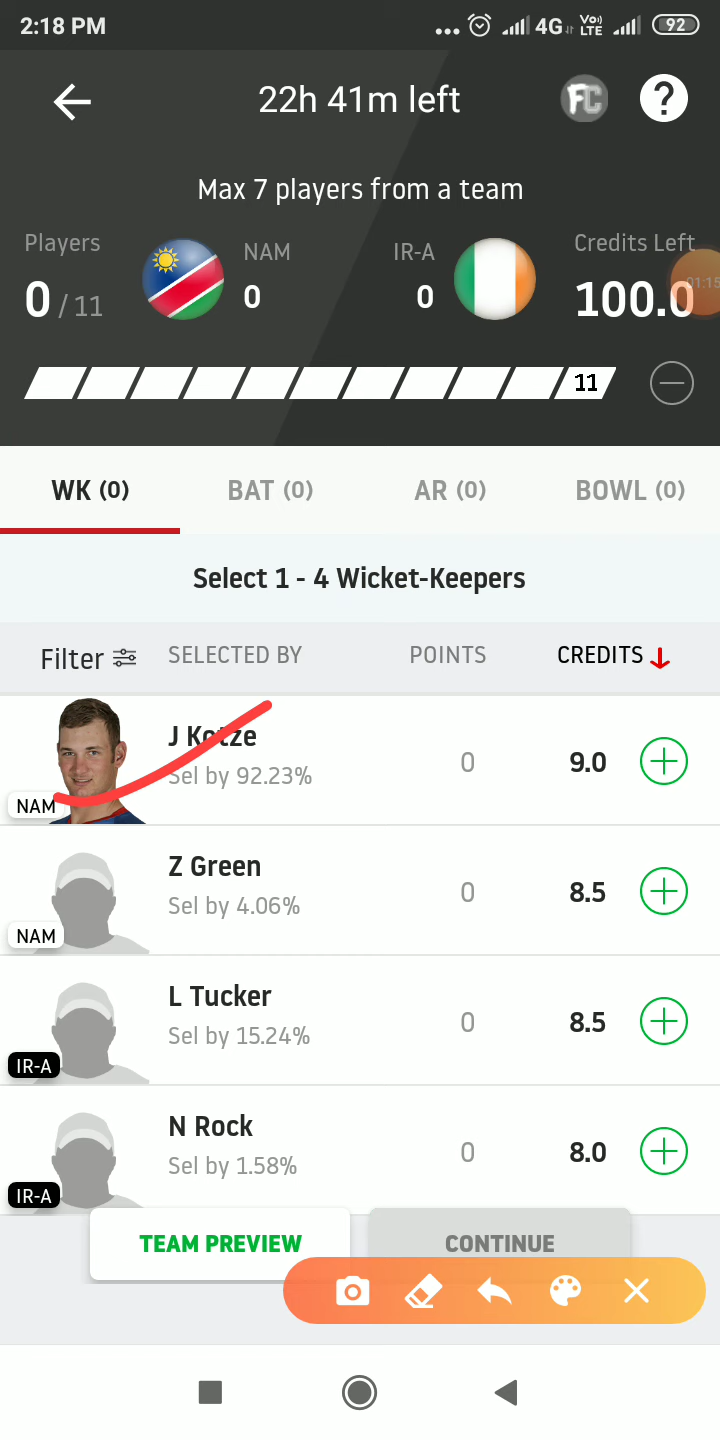 2:18 PM 4G Vo) LTE 92
22h 41m left FC ?
Max 7 players from a team
Players NAM IR-A Credits Left
0 / 11 0 0 100.0 01:15
11
WK (0) BAT (0) AR (0) BOWL (0)
Select 1 - 4 Wicket-Keepers
Filter SELECTED BY POINTS CREDITS
J Kotze
Sel by 92.23% 0 9.0
NAM
Z Green
Sel by 4.06% 0 8.5
NAM
L Tucker
Sel by 15.24% 0 8.5
IR-A
N Rock
Sel by 1.58% 0 8.0
IR-A
TEAM PREVIEW CONTINUE